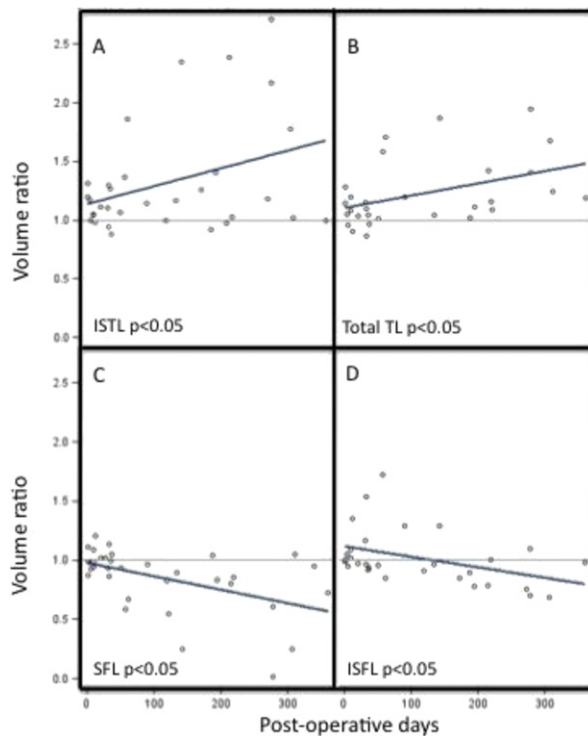 A
B
2.5
2.0
1.5
1.0
0.5
0.0
Volume ratio
ISTL p<0.05
Total TL p<0.05
C
D
2.5
2.0
1.5
1.0
0.5
0.0
Volume ratio
SFL p<0.05
ISFL p<0.05
0 100 200 300 0 100 200 300
Post-operative days